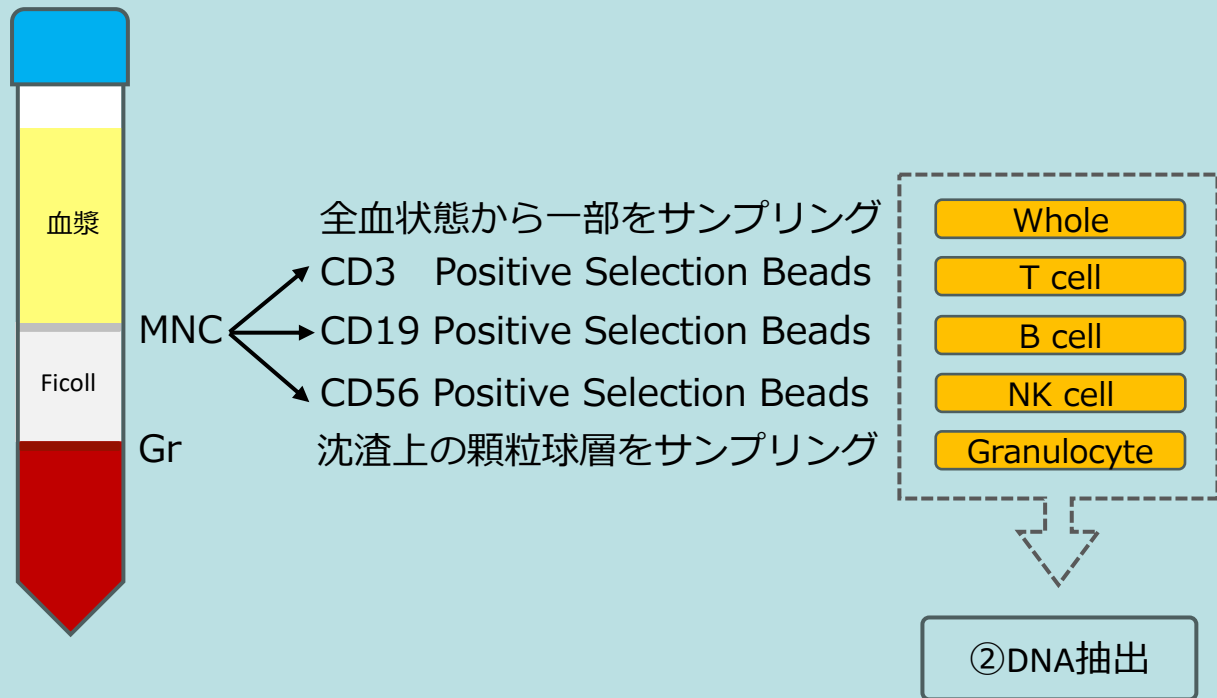 血漿
Ficoll
MNC
Gr
全血状態から一部をサンプリング
CD3 Positive Selection Beads
CD19 Positive Selection Beads
CD56 Positive Selection Beads
沈渣上の顆粒球層をサンプリング
Whole
T cell
B cell
NK cell
Granulocyte
②DNA抽出